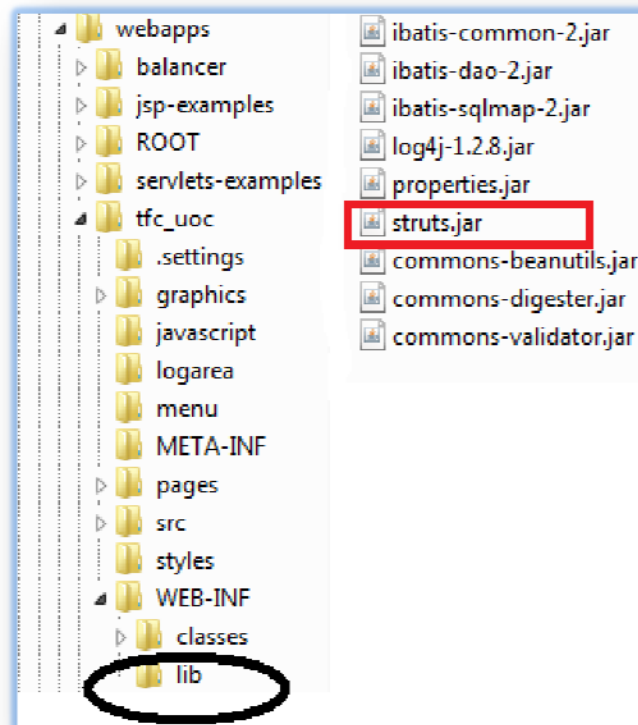 webapps
balancer
jsp-examples
ROOT
servlets-examples
tfc_uoc
.settings
graphics
javascript
logarea
menu
META-INF
pages
src
styles
WEB-INF
classes
lib
ibatis-common-2.jar
ibatis-dao-2.jar
ibatis-sqlmap-2.jar
log4j-1.2.8.jar
properties.jar
struts.jar
commons-beanutils.jar
commons-digester.jar
commons-validator.jar